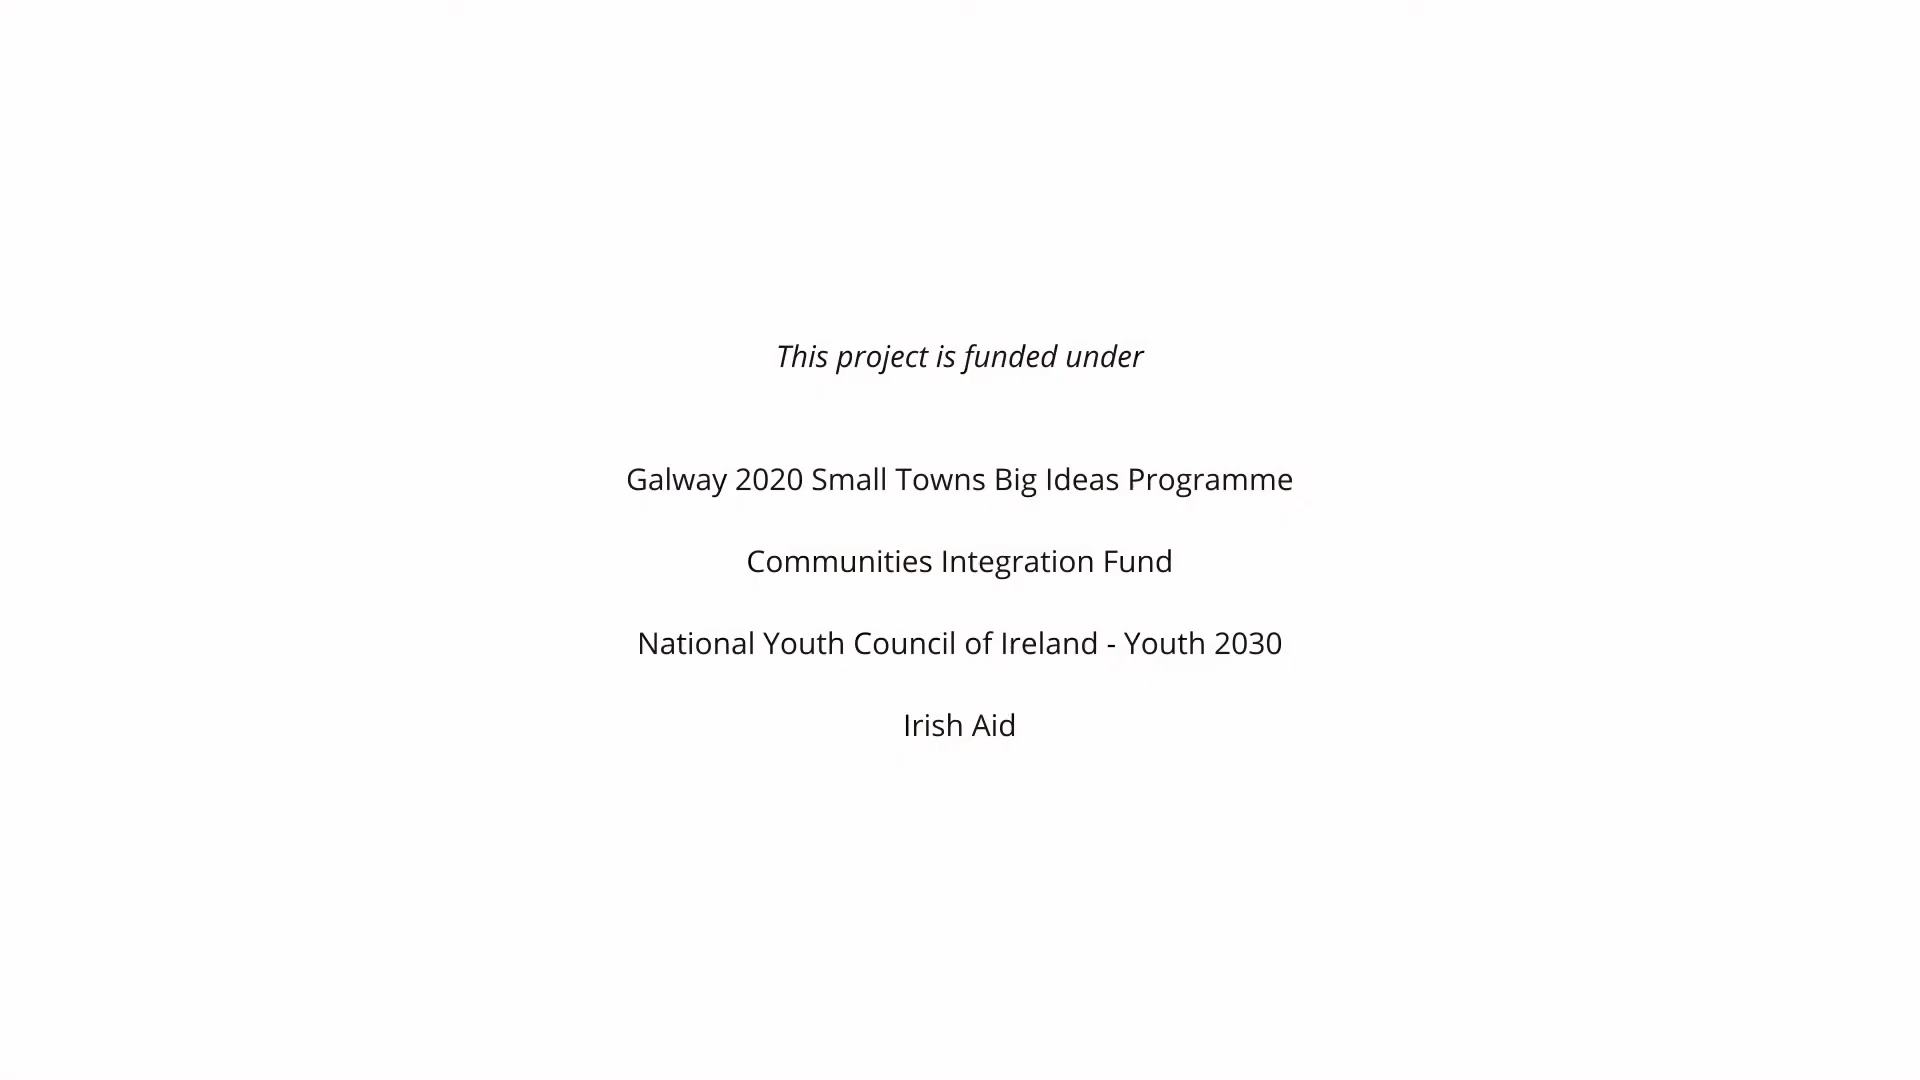 This project is funded under
Galway 2020 Small Towns Big Ideas Programme
Communities Integration Fund
National Youth Council of Ireland - Youth 2030
Irish Aid